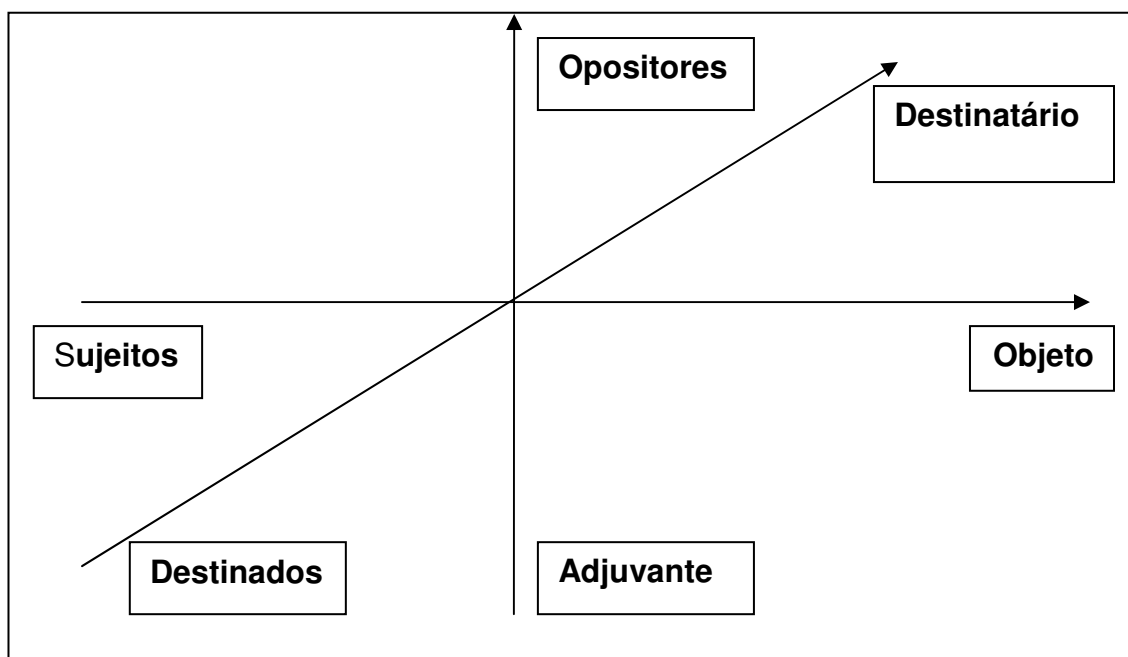 Opositores
Destinatário
Sujeitos
Objeto
Destinados
Adjuvante